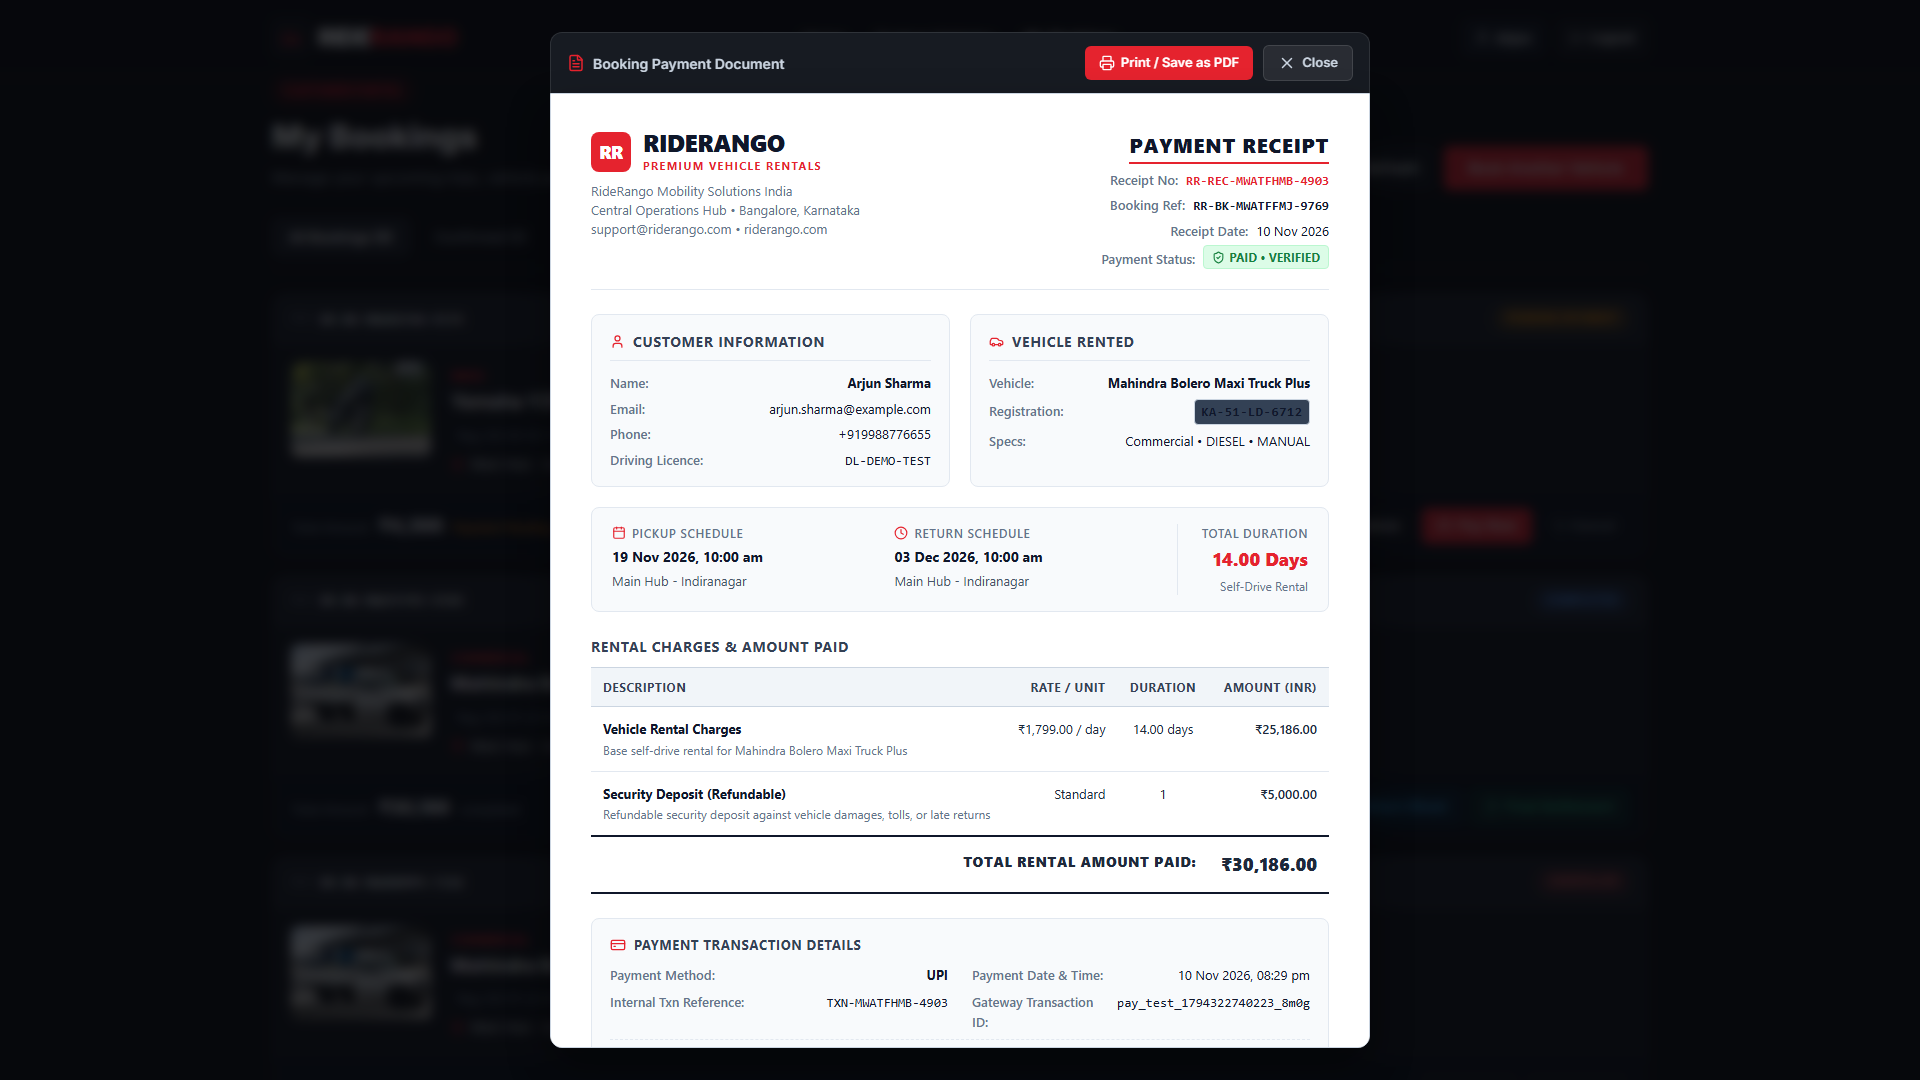 Booking Payment Document
Print / Save as PDF
Close
RR
RIDERANGO
PREMIUM VEHICLE RENTALS
RideRango Mobility Solutions India
Central Operations Hub • Bangalore, Karnataka
support@riderango.com • riderango.com
PAYMENT RECEIPT
Receipt No: RR-REC-MWATFHMB-4903
Booking Ref: RR-BK-MWATFFMJ-9769
Receipt Date: 10 Nov 2026
Payment Status: PAID • VERIFIED
CUSTOMER INFORMATION
Name: Arjun Sharma
Email: arjun.sharma@example.com
Phone: +919988776655
Driving Licence: DL-DEMO-TEST
VEHICLE RENTED
Vehicle: Mahindra Bolero Maxi Truck Plus
Registration: KA-51-LD-6712
Specs: Commercial • DIESEL • MANUAL
PICKUP SCHEDULE
19 Nov 2026, 10:00 am
Main Hub - Indiranagar
RETURN SCHEDULE
03 Dec 2026, 10:00 am
Main Hub - Indiranagar
TOTAL DURATION
14.00 Days
Self-Drive Rental
RENTAL CHARGES & AMOUNT PAID
DESCRIPTION RATE / UNIT DURATION AMOUNT (INR)
Vehicle Rental Charges ₹1,799.00 / day 14.00 days ₹25,186.00
Base self-drive rental for Mahindra Bolero Maxi Truck Plus
Security Deposit (Refundable) Standard 1 ₹5,000.00
Refundable security deposit against vehicle damages, tolls, or late returns
TOTAL RENTAL AMOUNT PAID: ₹30,186.00
PAYMENT TRANSACTION DETAILS
Payment Method: UPI
Payment Date & Time: 10 Nov 2026, 08:29 pm
Internal Txn Reference: TXN-MWATFHMB-4903
Gateway Transaction ID: pay_test_1794322740223_8m0g
My Bookings